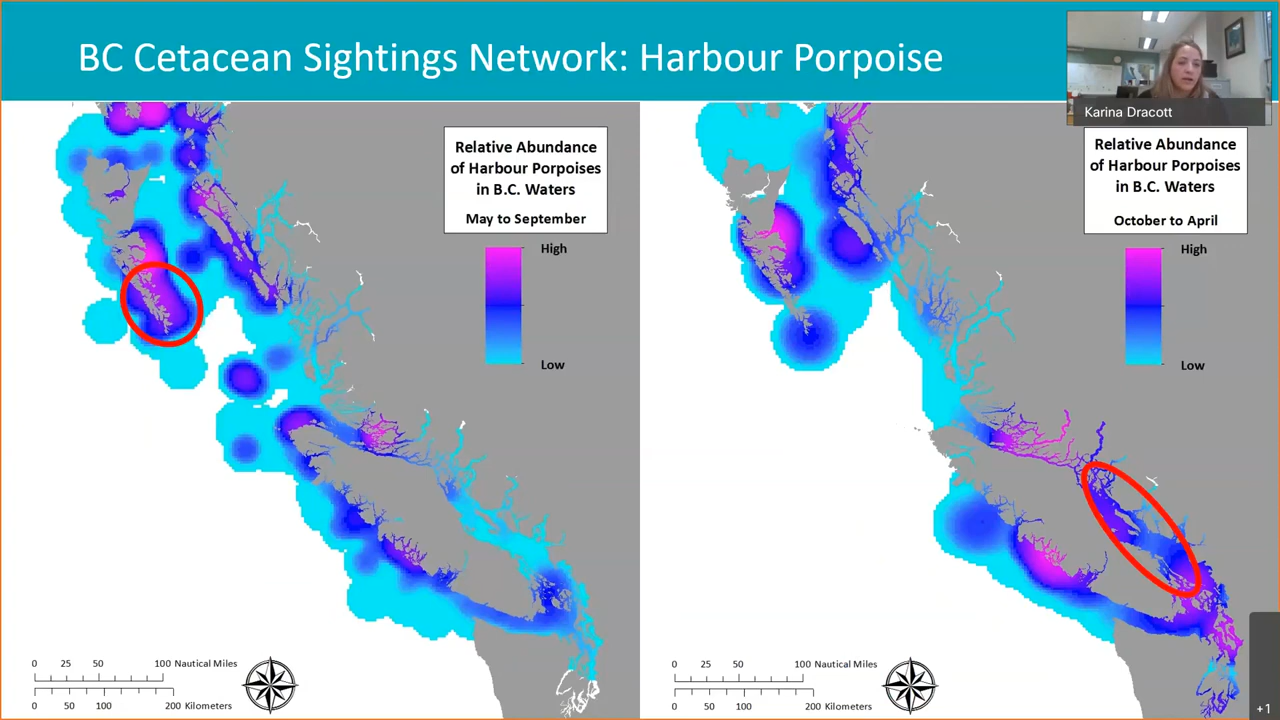 BC Cetacean Sightings Network: Harbour Porpoise
Karina Dracott
Relative Abundance
of Harbour Porpoises
in B.C. Waters
May to September
High
Low
0 25 50 100 Nautical Miles
0 50 100 200 Kilometers
Relative Abundance
of Harbour Porpoises
in B.C. Waters
October to April
High
Low
0 25 50 100 Nautical Miles
0 50 100 200 Kilometers
+1